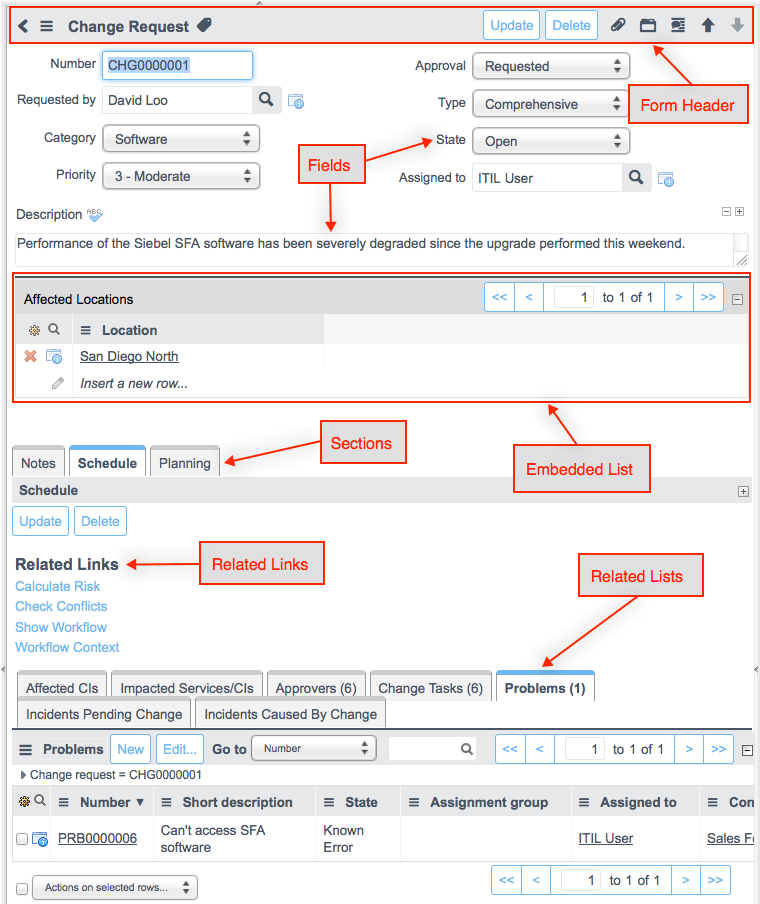 Change Request
Update Delete
Form Header
Number CHG0000001
Approval Requested
Requested by David Loo
Type Comprehensive
Category Software
State Open
Fields
Priority 3 - Moderate
Assigned to ITIL User
Description ABC
Performance of the Siebel SFA software has been severely degraded since the upgrade performed this weekend.
Affected Locations
<< < 1 to 1 of 1 > >>
Location
San Diego North
Insert a new row...
Embedded List
Sections
Notes Schedule Planning
Schedule
Update Delete
Related Links
Related Links
Calculate Risk
Check Conflicts
Show Workflow
Workflow Context
Related Lists
Affected CIs Impacted Services/CIs Approvers (6) Change Tasks (6) Problems (1)
Incidents Pending Change Incidents Caused By Change
Problems New Edit... Go to Number << < 1 to 1 of 1 > >>
Change request = CHG0000001
Number Short description State Assignment group Assigned to Con
PRB0000006 Can't access SFA software Known Error ITIL User Sales Fo
Actions on selected rows... << < 1 to 1 of 1 > >>